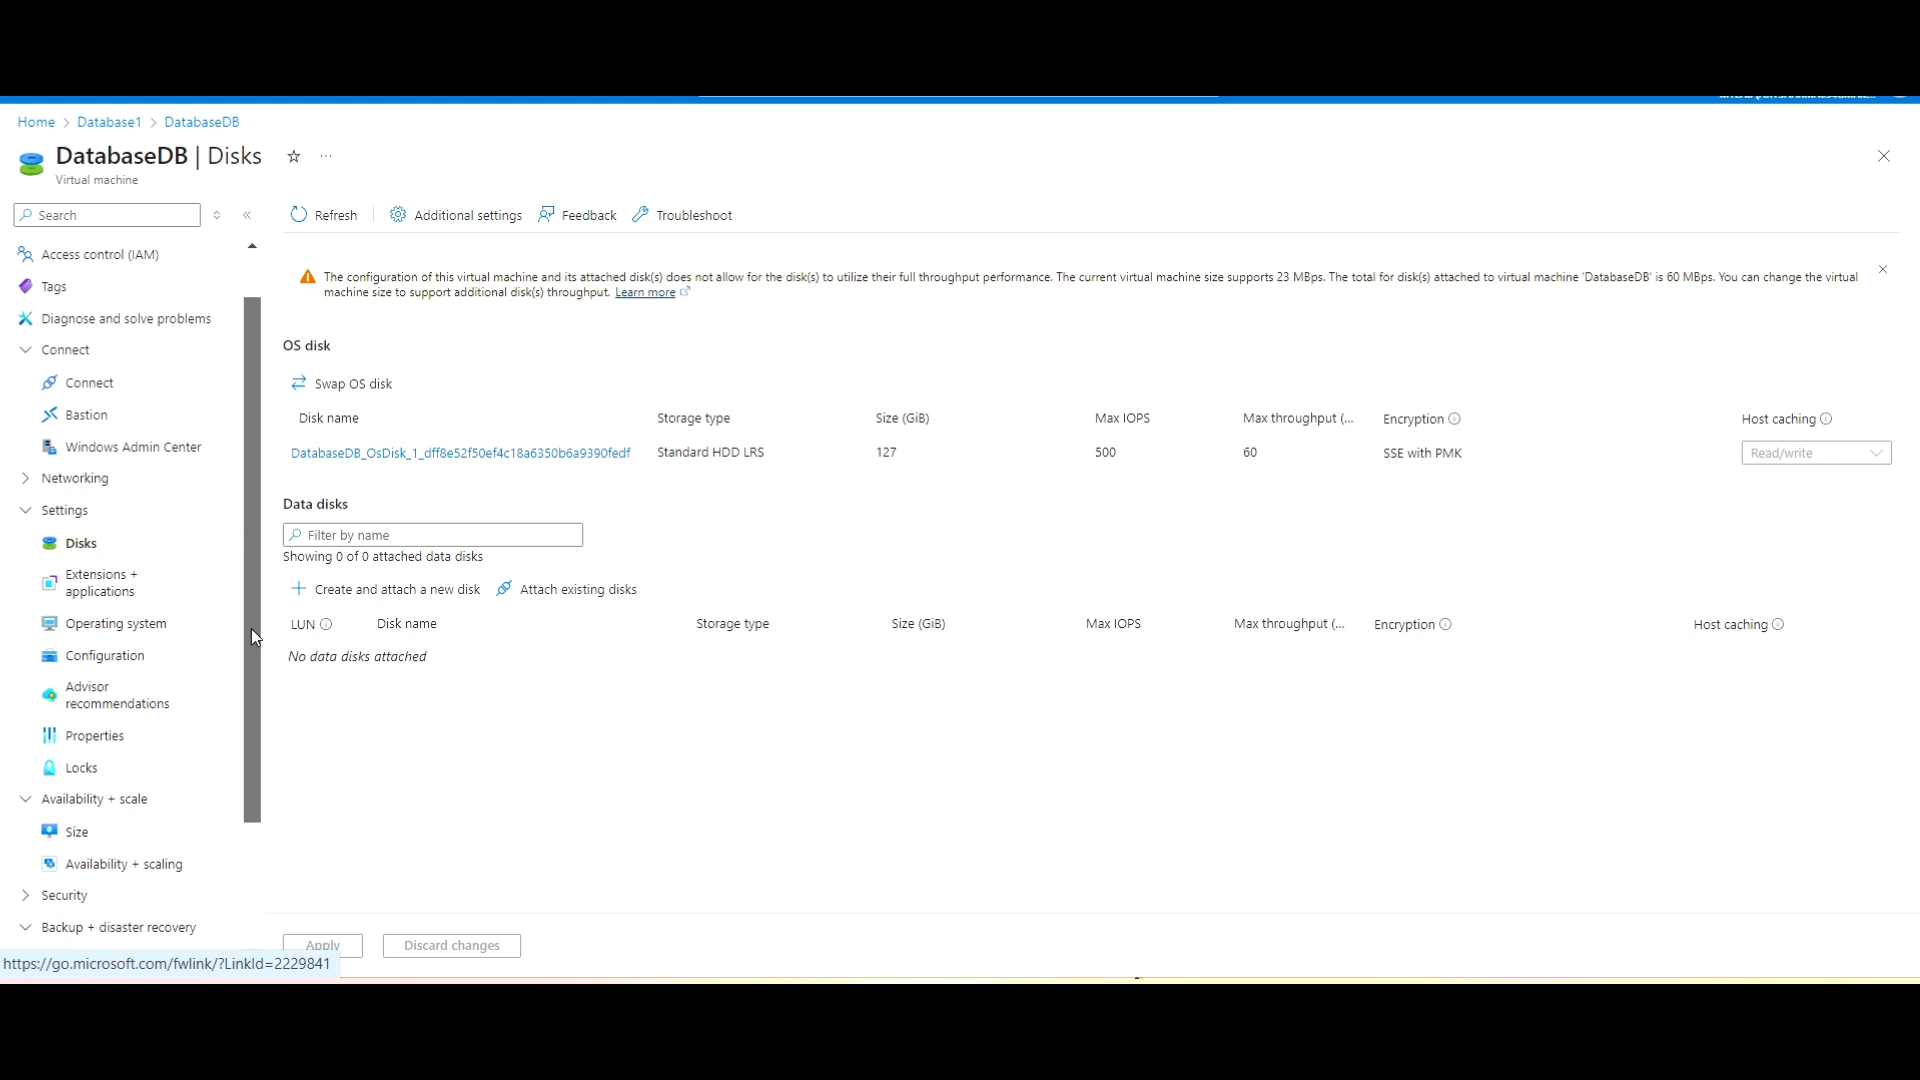 Home > Database1 > DatabaseDB
DatabaseDB | Disks
Virtual machine
Search
Refresh
Additional settings
Feedback
Troubleshoot
Access control (IAM)
Tags
Diagnose and solve problems
Connect
Connect
Bastion
Windows Admin Center
Networking
Settings
Disks
Extensions +
applications
Operating system
Configuration
Advisor
recommendations
Properties
Locks
Availability + scale
Size
Availability + scaling
Security
Backup + disaster recovery
The configuration of this virtual machine and its attached disk(s) does not allow for the disk(s) to utilize their full throughput performance. The current virtual machine size supports 23 MBps. The total for disk(s) attached to virtual machine 'DatabaseDB' is 60 MBps. You can change the virtual
machine size to support additional disk(s) throughput. Learn more
OS disk
Swap OS disk
Disk name Storage type Size (GiB) Max IOPS Max throughput (... Encryption Host caching
DatabaseDB_OsDisk_1_dff8e52f50ef4c18a6350b6a9390fedf Standard HDD LRS 127 500 60 SSE with PMK Read/write
Data disks
Filter by name
Showing 0 of 0 attached data disks
Create and attach a new disk Attach existing disks
LUN Disk name Storage type Size (GiB) Max IOPS Max throughput (... Encryption Host caching
No data disks attached
Apply Discard changes
https://go.microsoft.com/fwlink/?LinkId=2229841